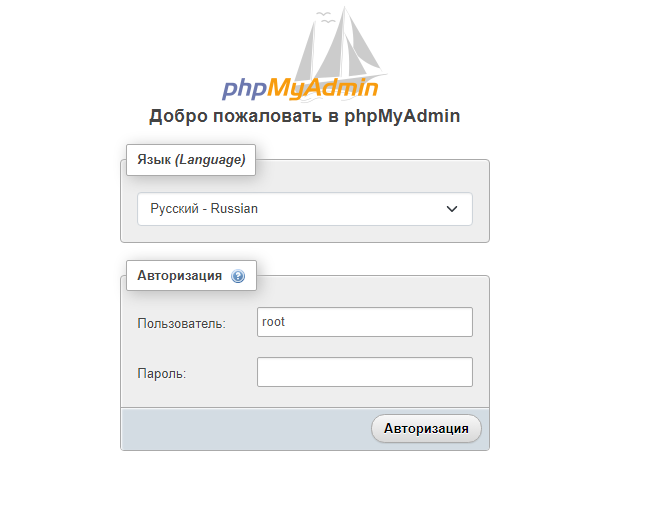 phpMyAdmin
Добро пожаловать в phpMyAdmin
Язык (Language)
Русский - Russian
Авторизация
Пользователь: root
Пароль:
Авторизация